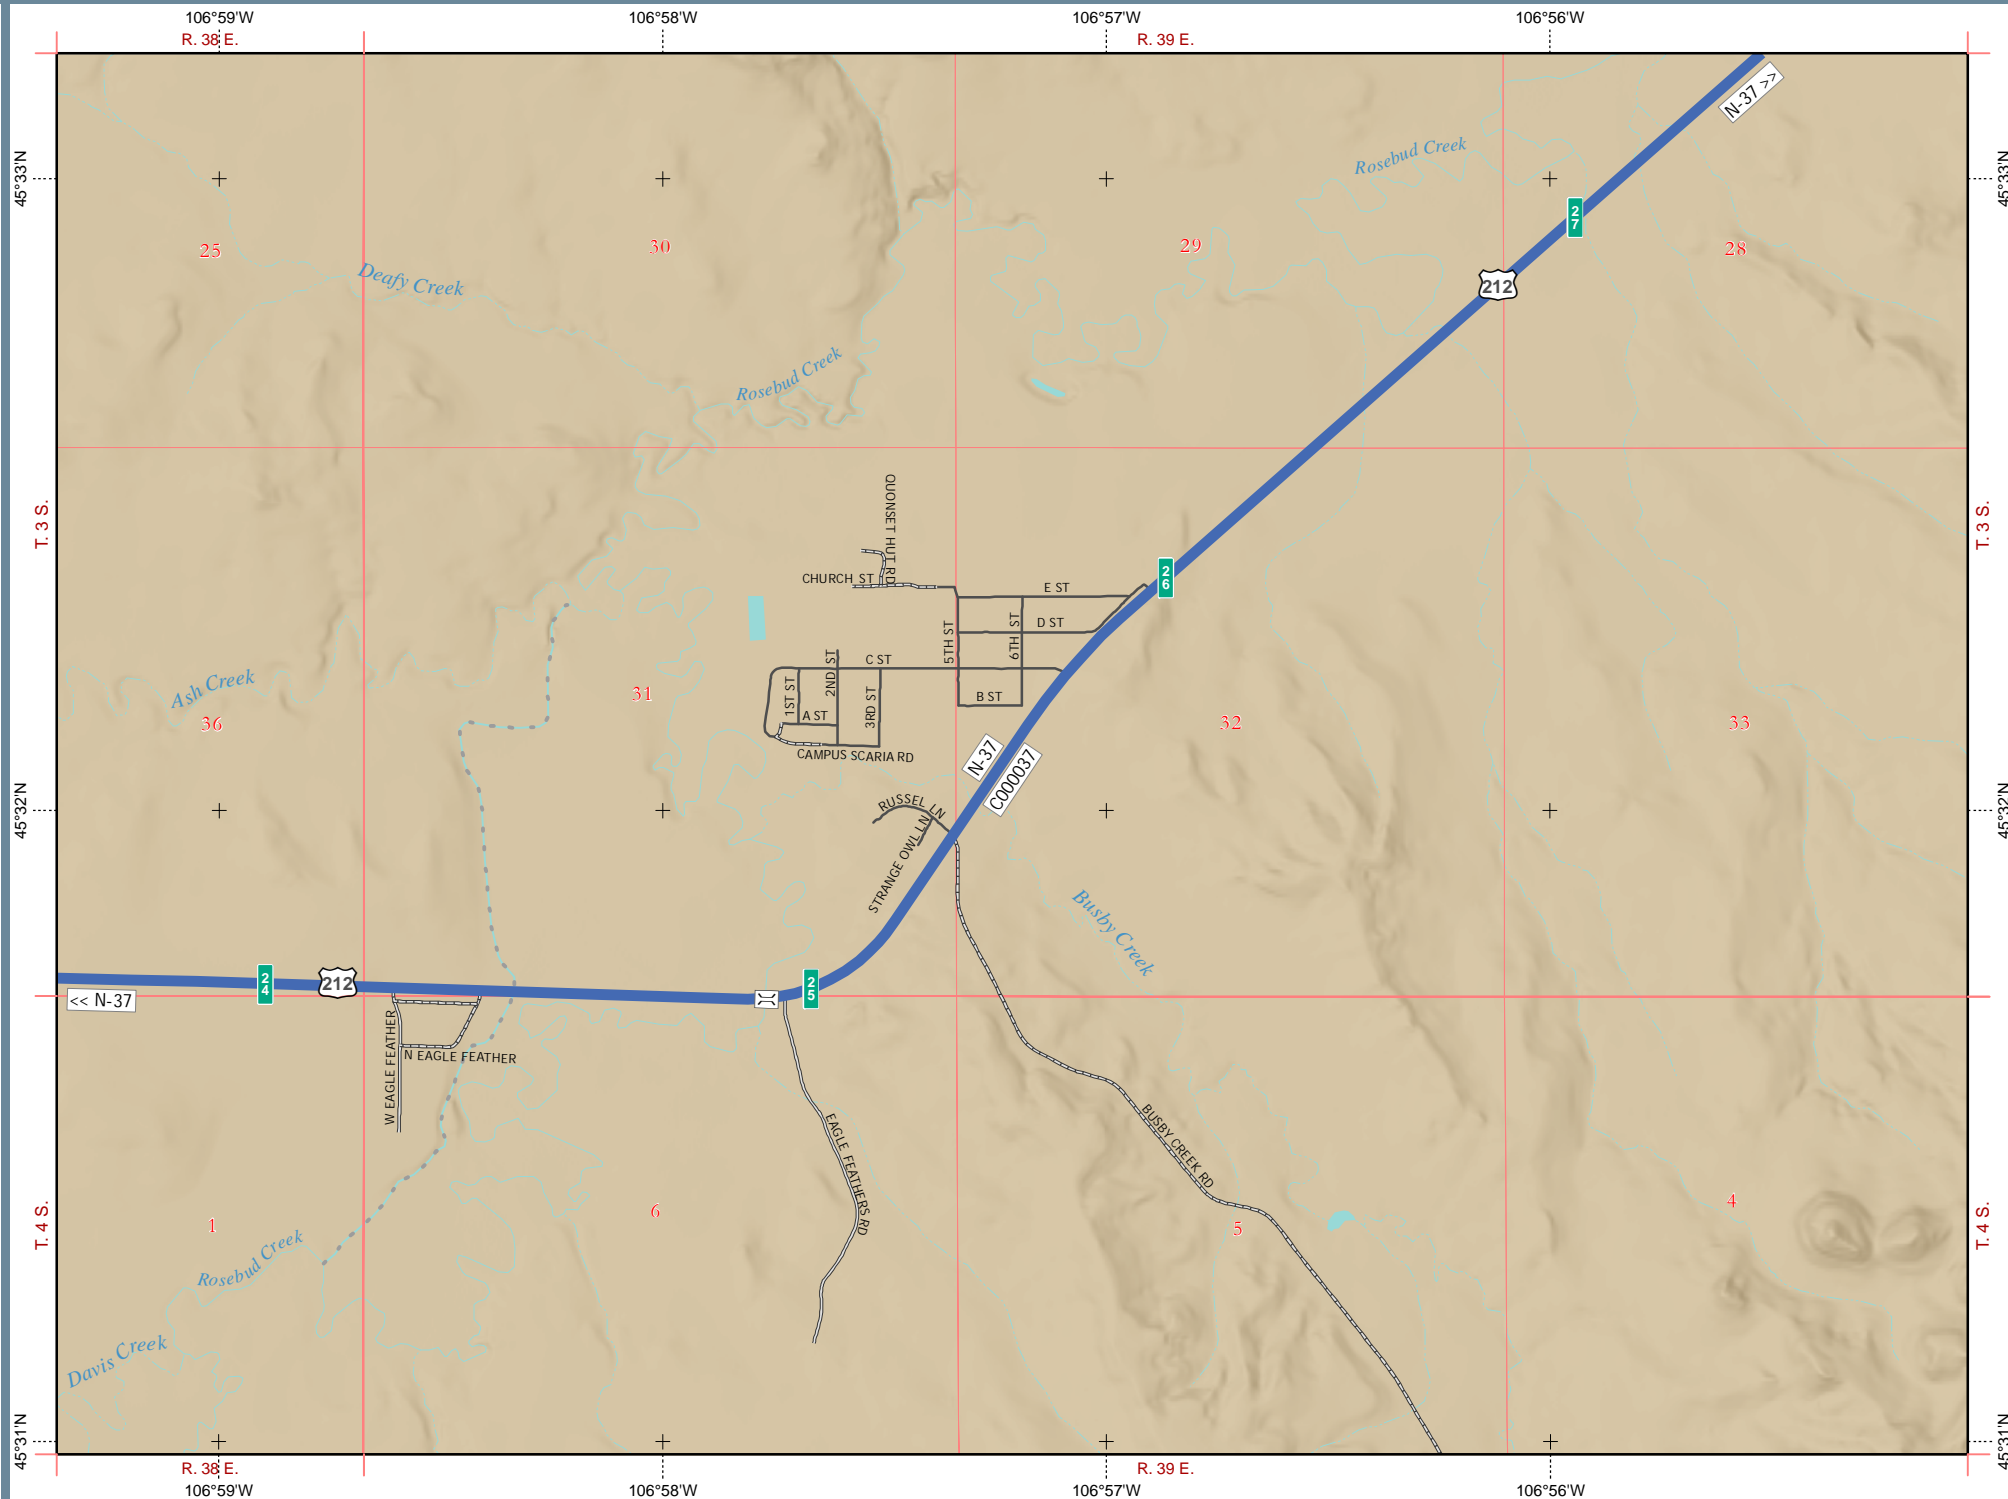 106°59'W
106°58'W
106°57'W
106°56'W
R. 38 E.
R. 39 E.
N-37 >>
45°33'N
45°33'N
Rosebud Creek
27
25
30
29
28
Deafy Creek
212
Rosebud Creek
T. 3 S.
T. 3 S.
QUONSET HUT RD
CHURCH ST
26
E ST
D ST
5TH ST
6TH ST
C ST
2ND ST
1ST ST
3RD ST
B ST
A ST
CAMPUS SCARIA RD
Ash Creek
36
31
32
33
N-37
C000037
45°32'N
45°32'N
RUSSEL LN
STRANGE OWL LN
Busby Creek
24
212
25
<< N-37
W EAGLE FEATHER
N EAGLE FEATHER
EAGLE FEATHERS RD
BUSBY CREEK RD
T. 4 S.
T. 4 S.
1
6
5
4
Rosebud Creek
Davis Creek
45°31'N
45°31'N
R. 38 E.
R. 39 E.
106°59'W
106°58'W
106°57'W
106°56'W